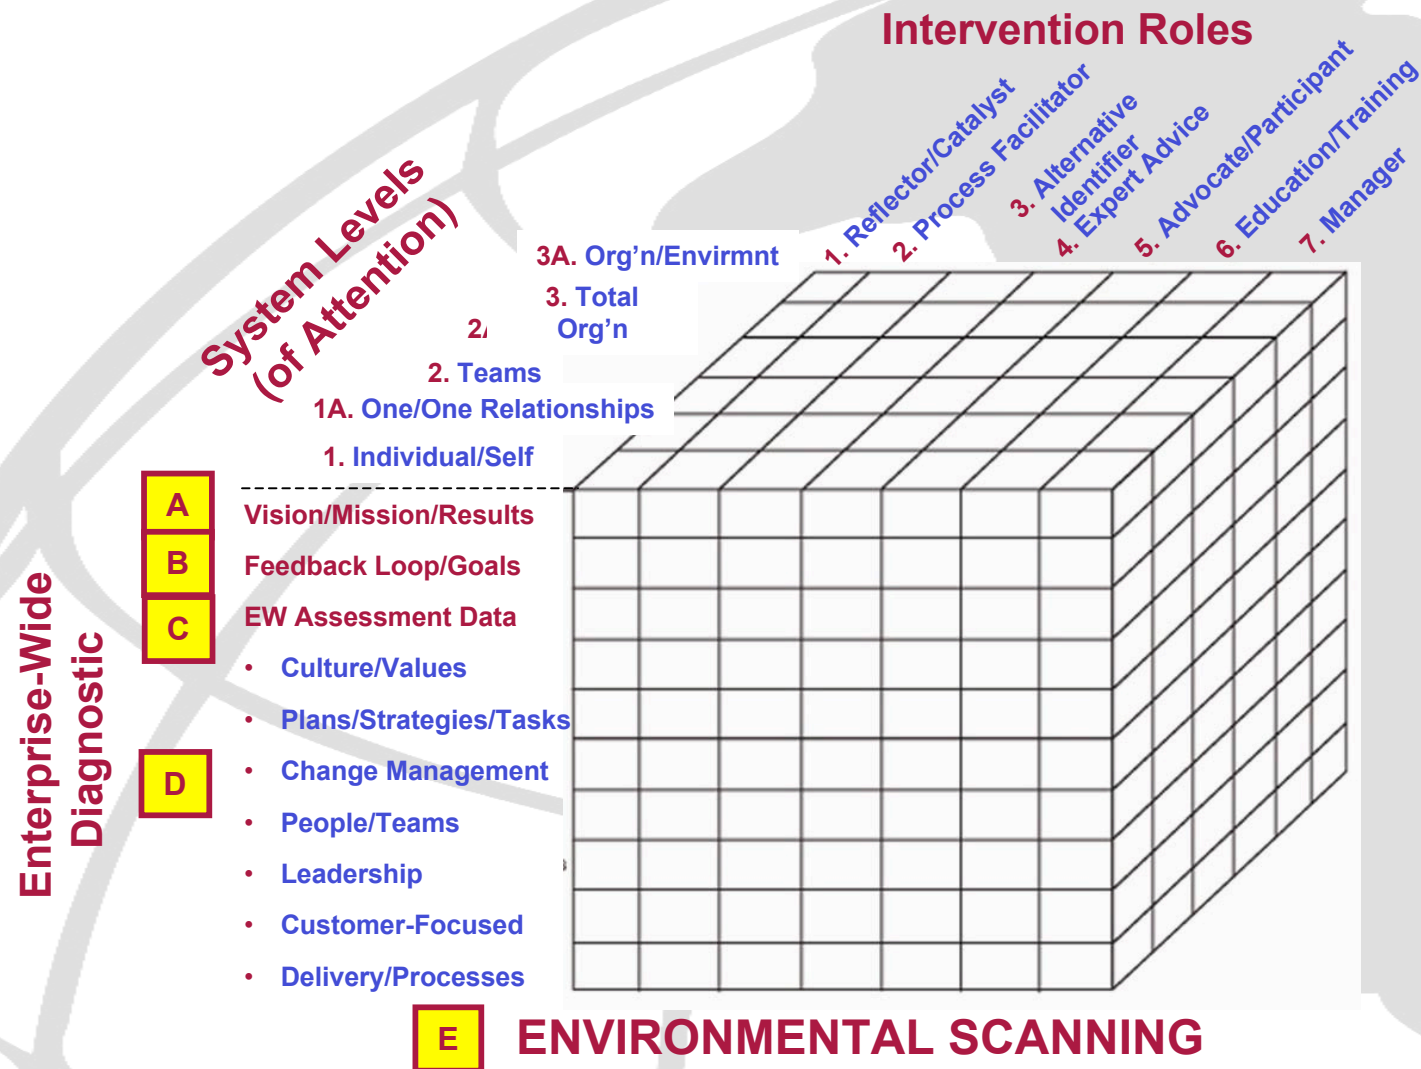 Intervention Roles
1. Reflector/Catalyst
2. Process Facilitator
3. Alternative
Identifier
4. Expert Advice
5. Advocate/Participant
6. Education/Training
7. Manager
System Levels
(of Attention)
3A. Org’n/Envirmnt
3. Total
Org’n
2. Teams
1A. One/One Relationships
1. Individual/Self
Enterprise-Wide
Diagnostic
A
Vision/Mission/Results
B
Feedback Loop/Goals
C
EW Assessment Data
• Culture/Values
• Plans/Strategies/Tasks
D
• Change Management
• People/Teams
• Leadership
• Customer-Focused
• Delivery/Processes
E
ENVIRONMENTAL SCANNING